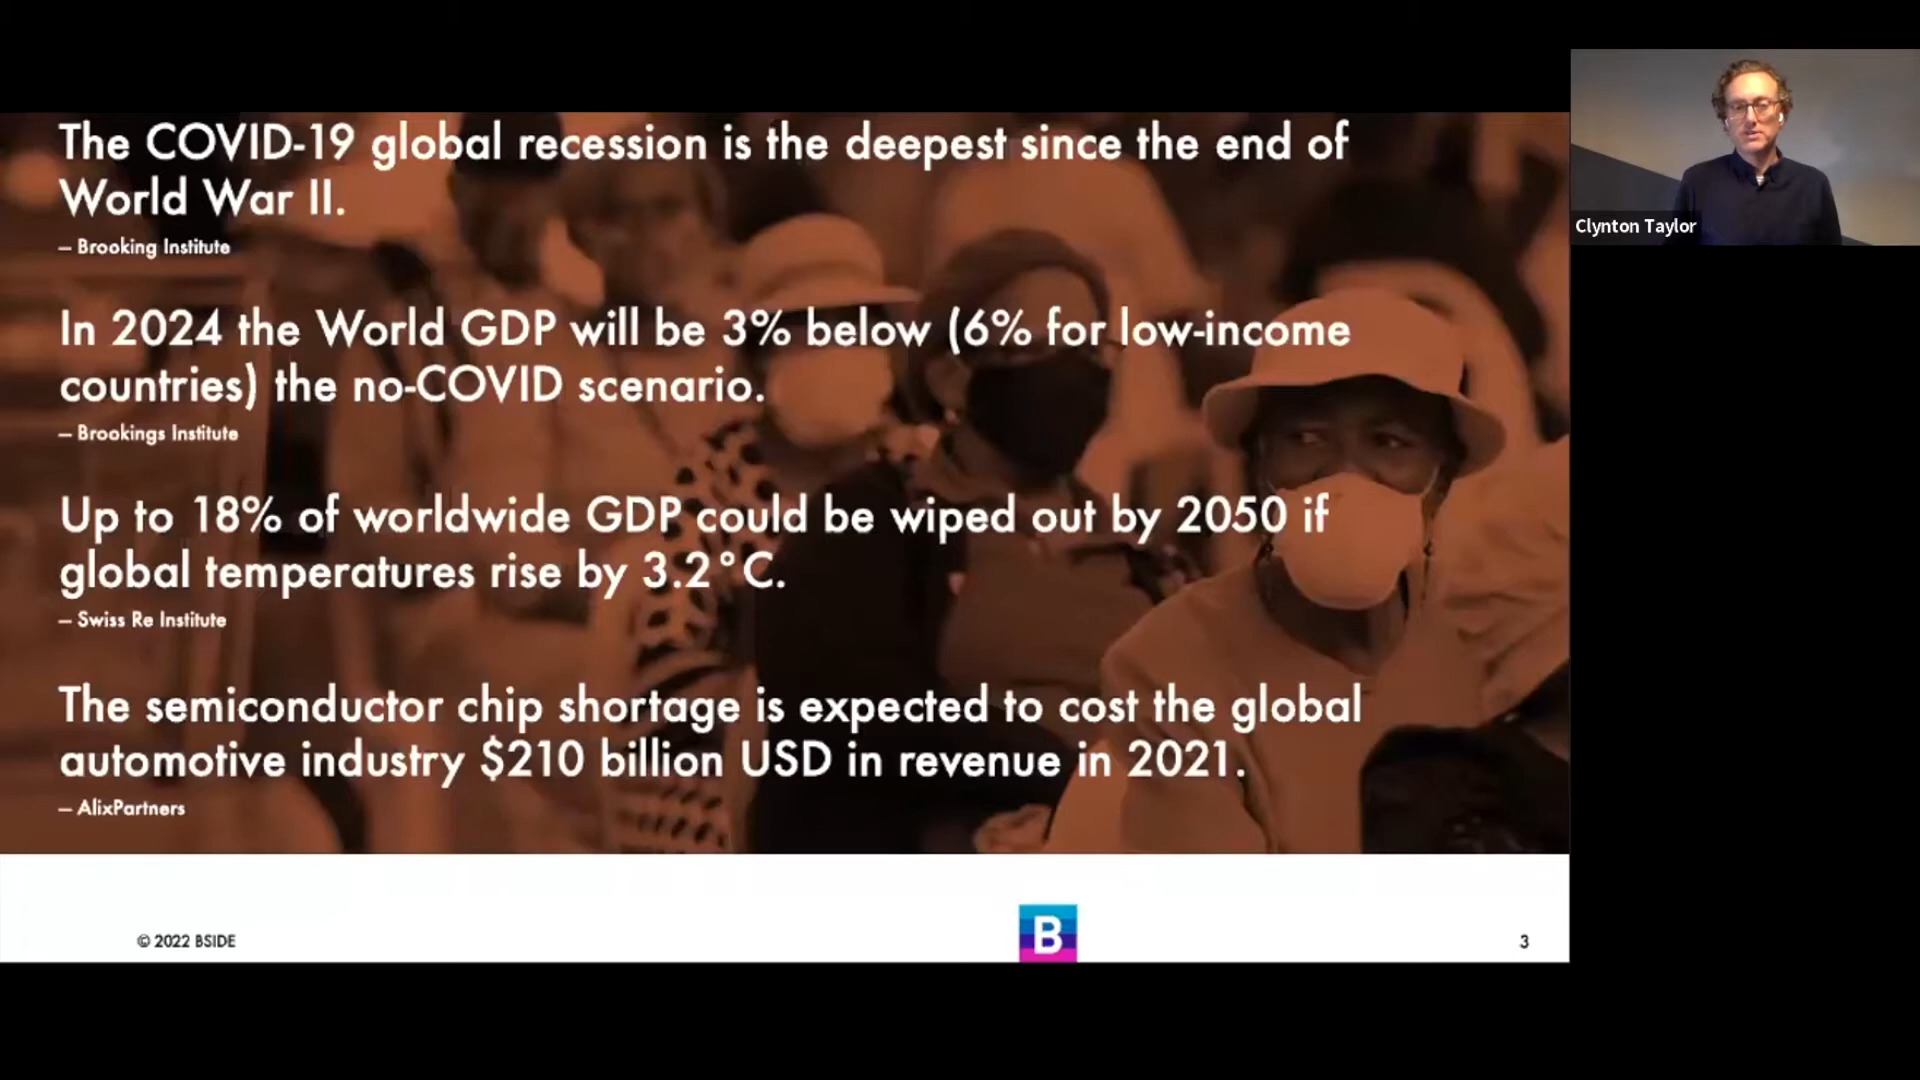 The COVID-19 global recession is the deepest since the end of
World War II.
– Brooking Institute
In 2024 the World GDP will be 3% below (6% for low-income
countries) the no-COVID scenario.
– Brookings Institute
Up to 18% of worldwide GDP could be wiped out by 2050 if
global temperatures rise by 3.2°C.
– Swiss Re Institute
The semiconductor chip shortage is expected to cost the global
automotive industry $210 billion USD in revenue in 2021.
– AlixPartners
© 2022 BSIDE
B
3
Clynton Taylor